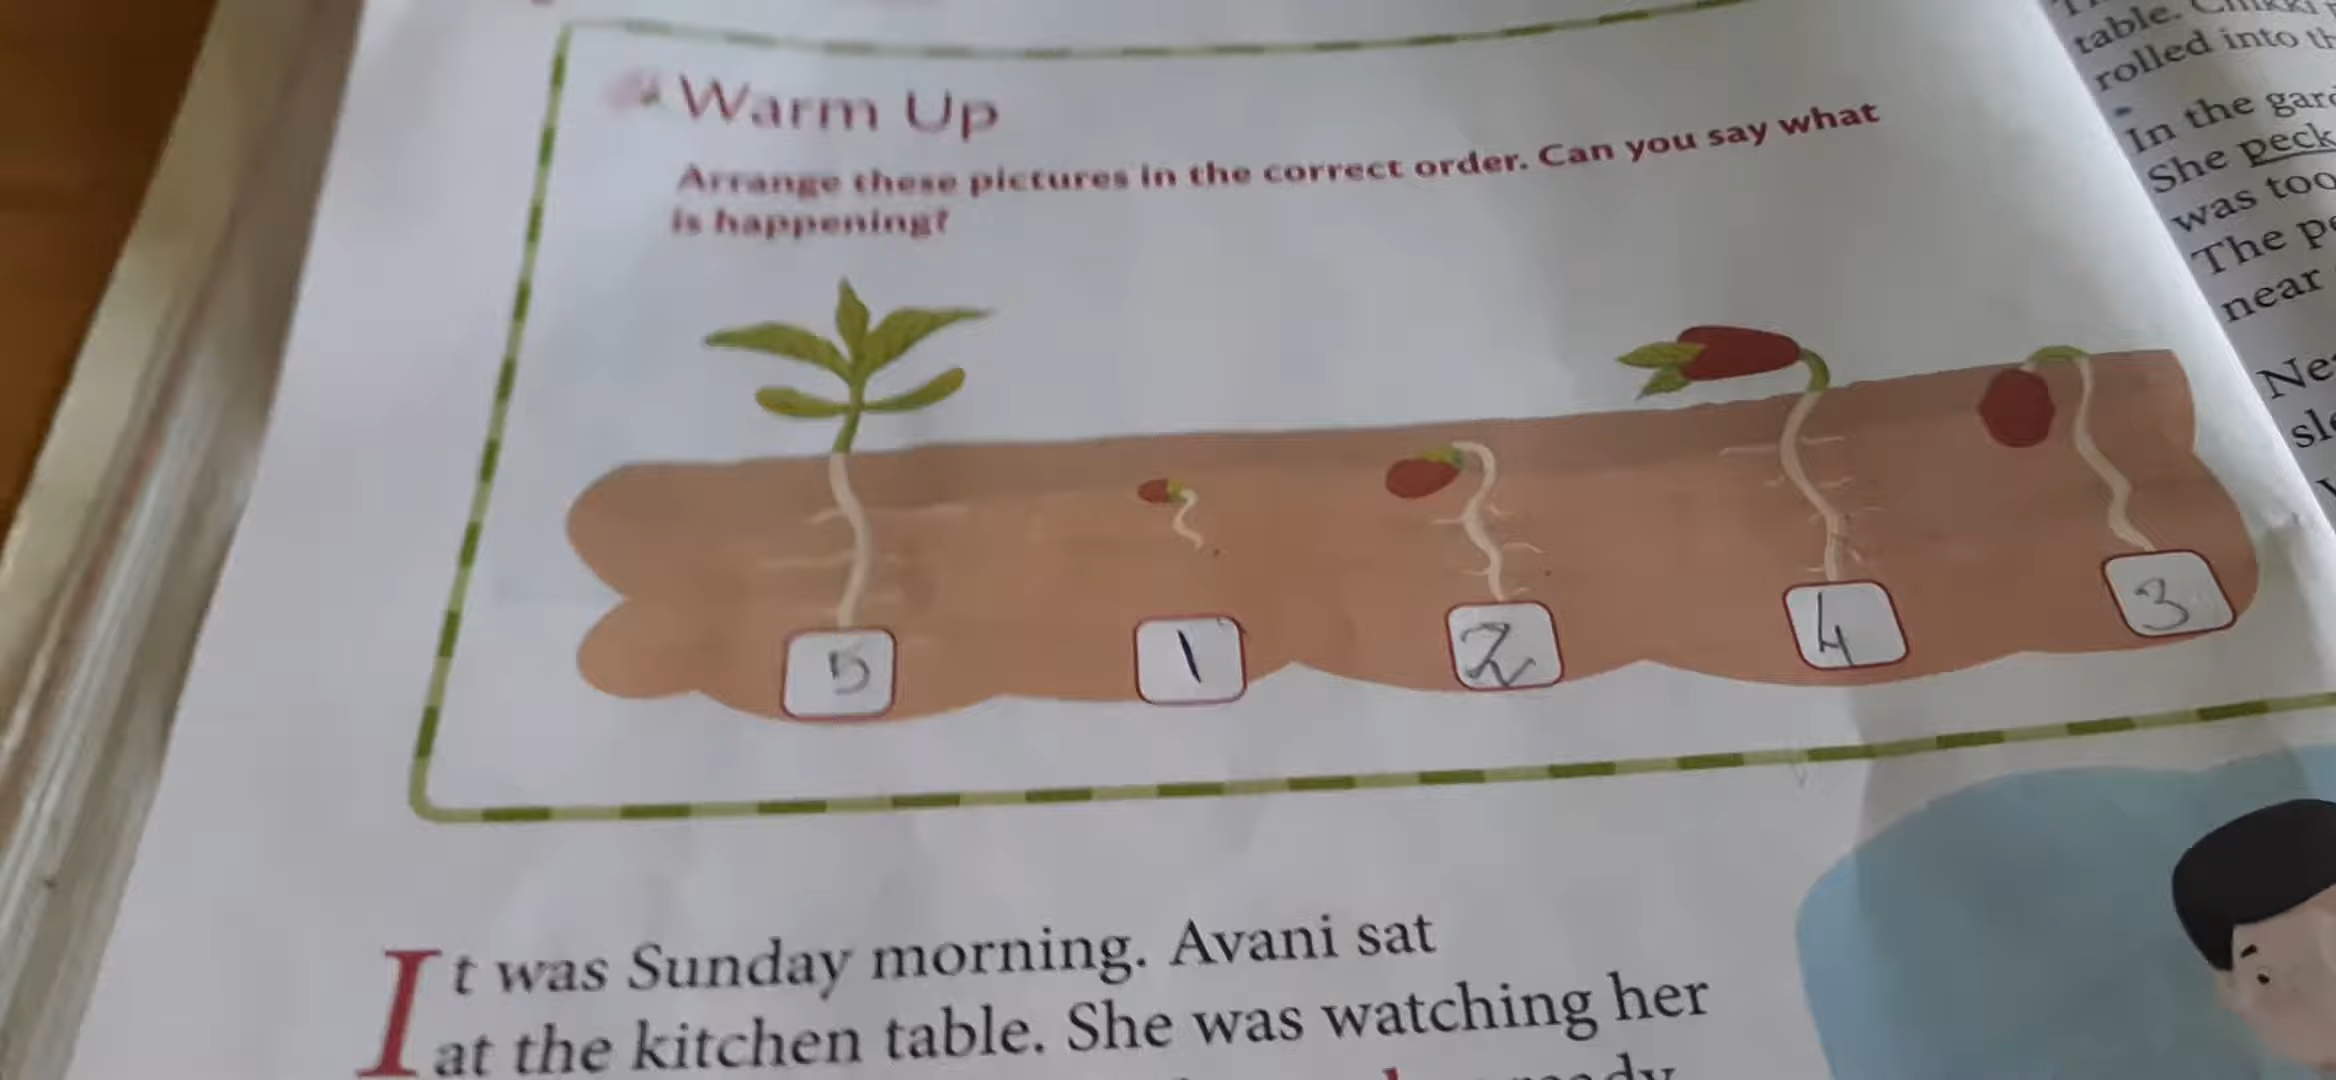 Warm Up
Arrange these pictures in the correct order. Can you say what
is happening?
5 1 2 4 3
It was Sunday morning. Avani sat
at the kitchen table. She was watching her
table.
rolled into
In the
She peck
was too
The
near